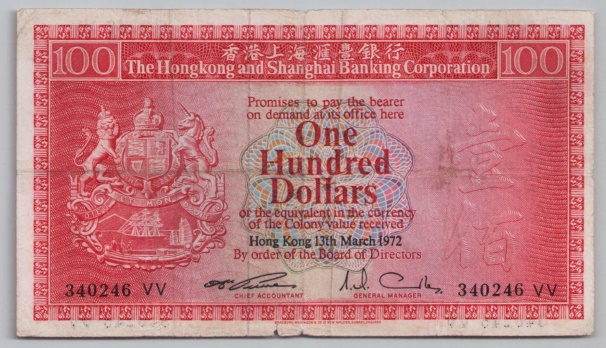 香港上海滙豐銀行
100 The Hongkong and Shanghai Banking Corporation 100
Promises to pay the bearer
on demand at its office here
One
Hundred
Dollars
or the equivalent in the currency
of the Colony value received
Hong Kong 13th March 1972
By order of the Board of Directors
壹
佰
340246 VV
CHIEF ACCOUNTANT
GENERAL MANAGER
340246 VV